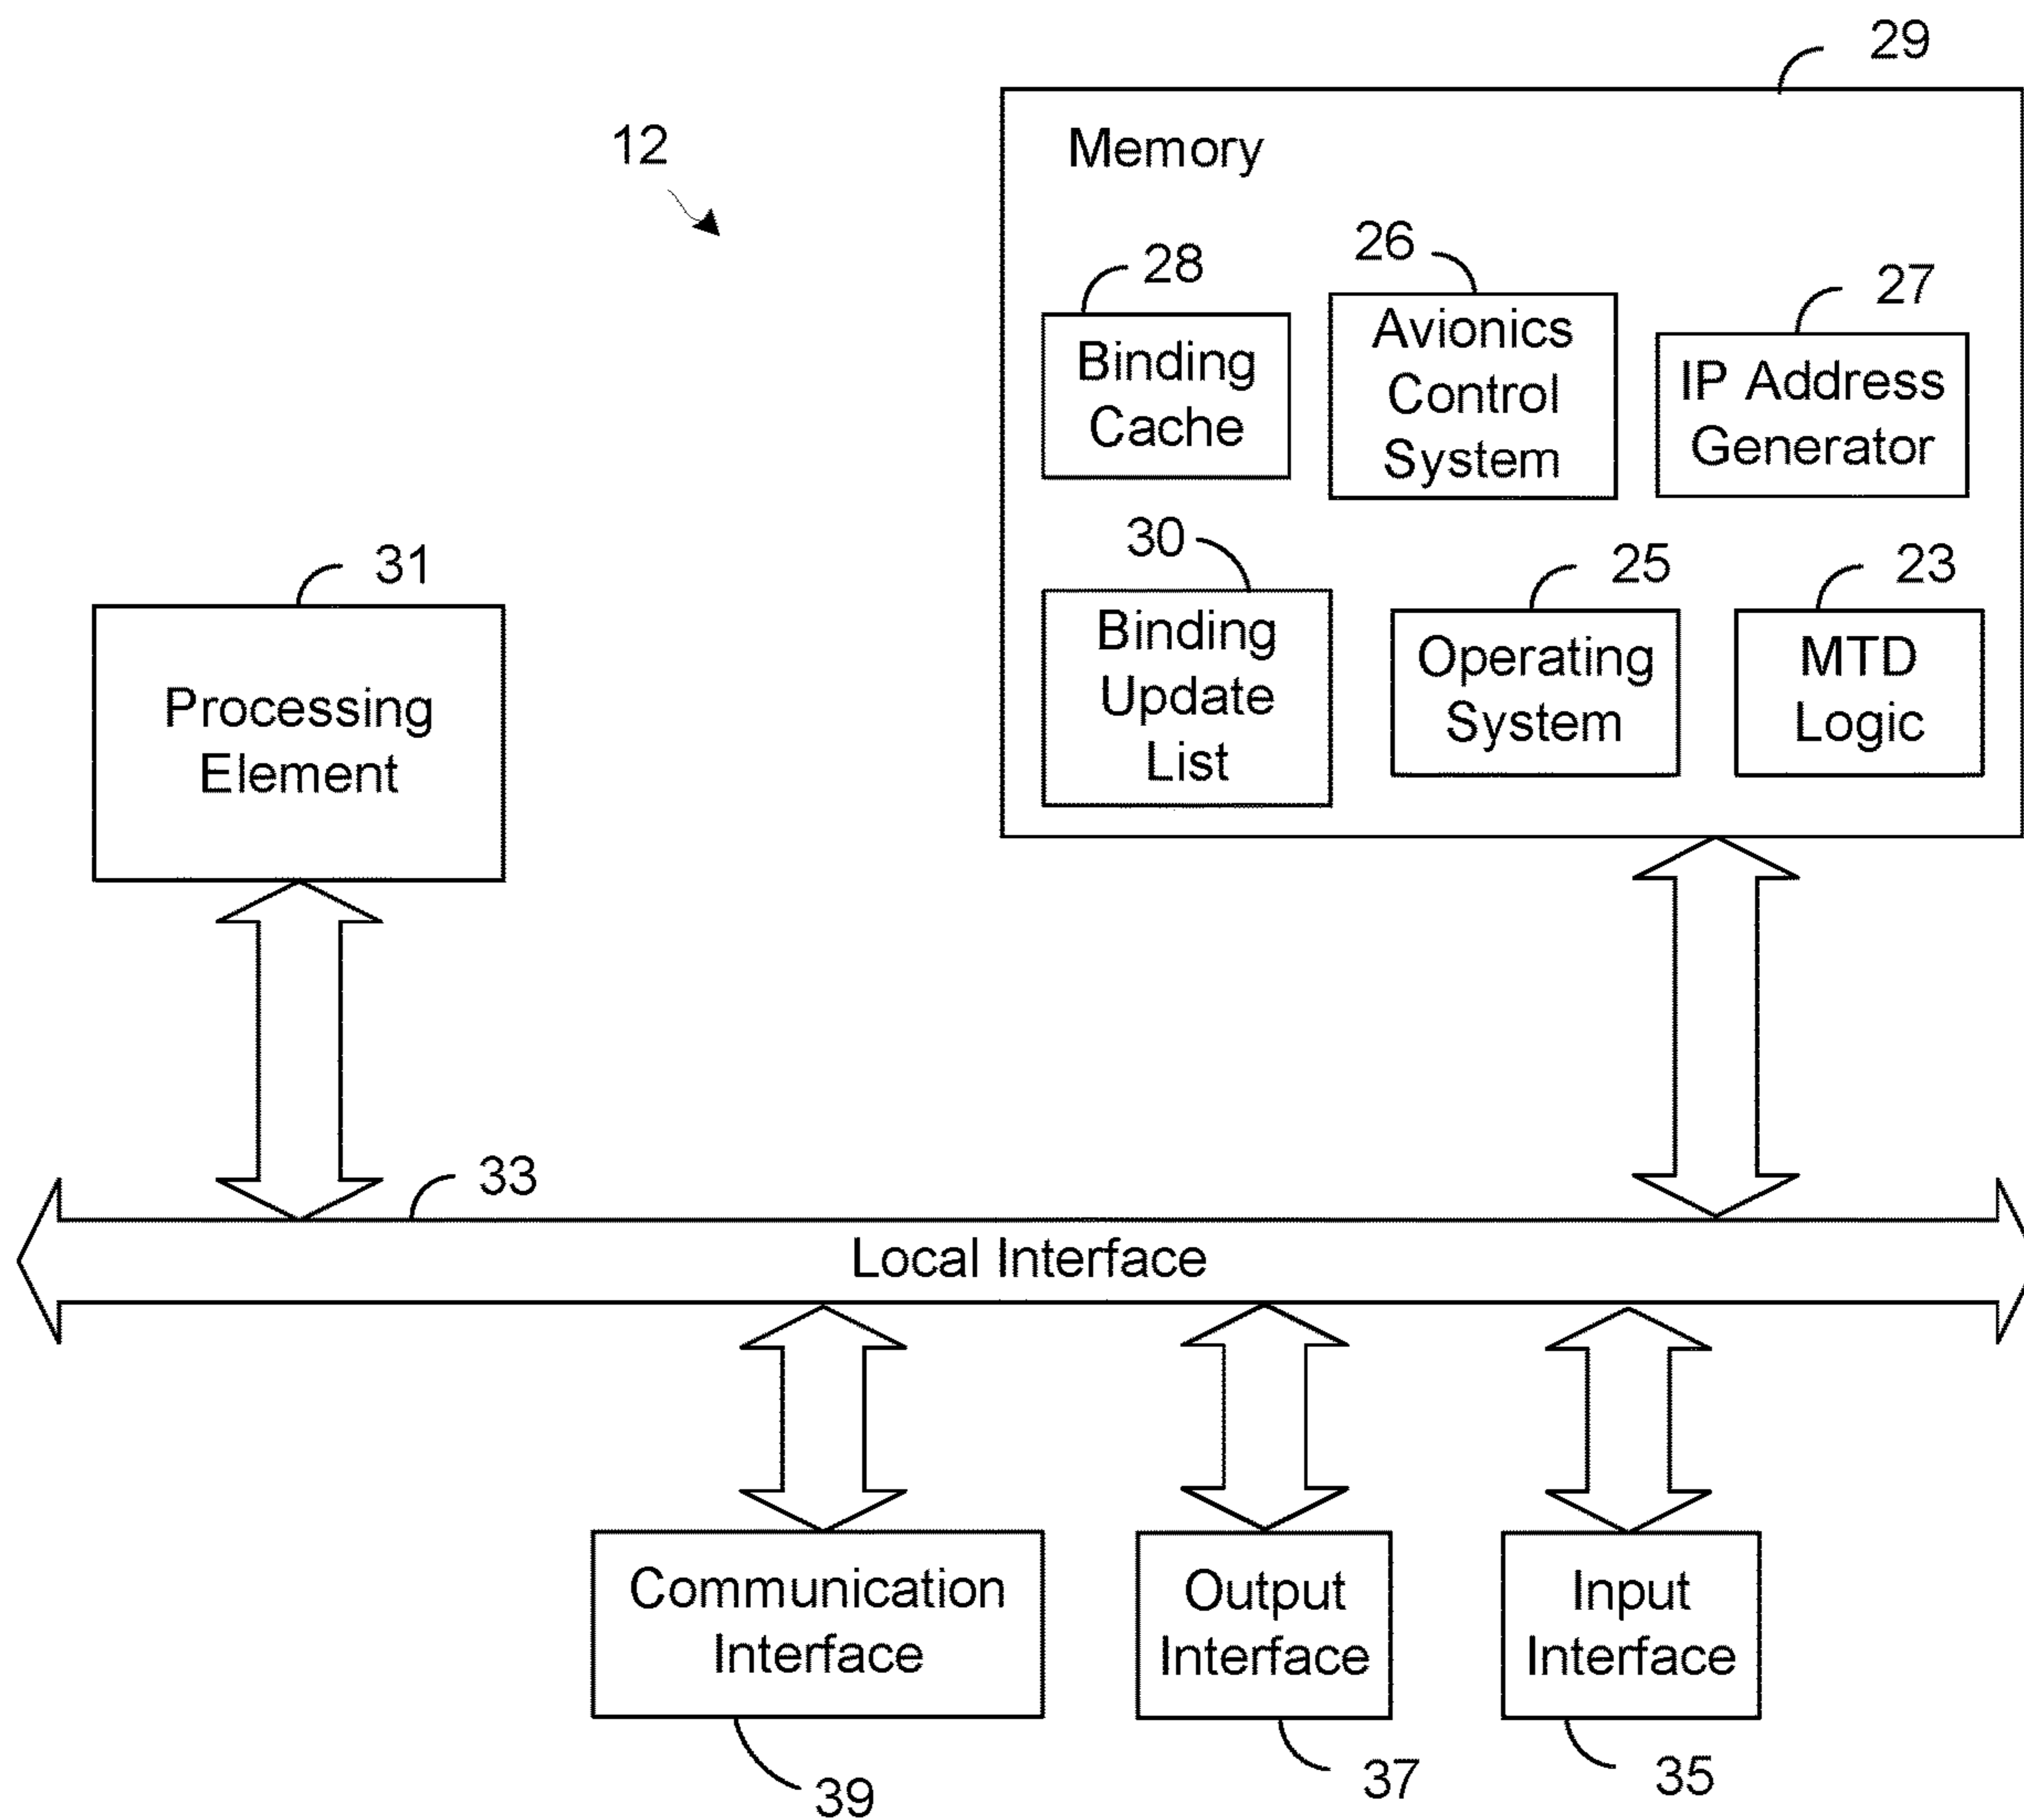 29
12
Memory
28
26
27
Binding
Cache
Avionics
Control
System
IP Address
Generator
30
25
23
Binding
Update
List
Operating
System
MTD
Logic
31
Processing
Element
33
Local Interface
Communication
Interface
Output
Interface
Input
Interface
39
37
35